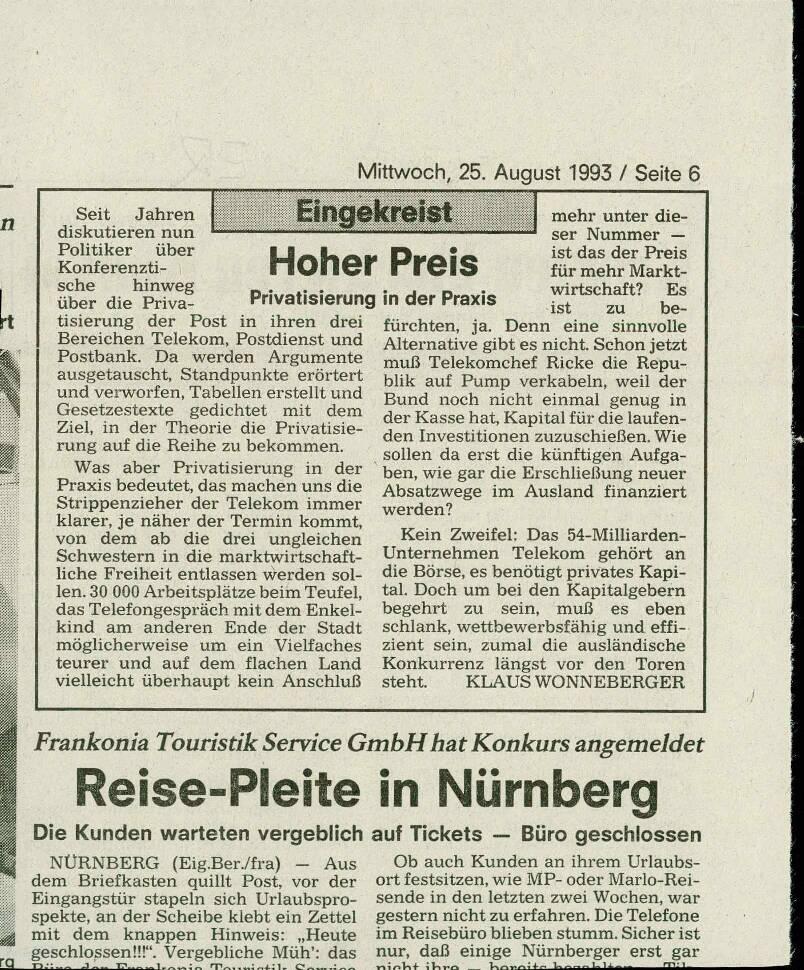 Mittwoch, 25. August 1993 / Seite 6
Eingekreist
Hoher Preis
Privatisierung in der Praxis
Seit Jahren
diskutieren nun
Politiker über
Konferenzti-
sche hinweg
über die Priva-
tisierung der Post in ihren drei
Bereichen Telekom, Postdienst und
Postbank. Da werden Argumente
ausgetauscht, Standpunkte erörtert
und verworfen, Tabellen erstellt und
Gesetzestexte gedichtet mit dem
Ziel, in der Theorie die Privatisie-
rung auf die Reihe zu bekommen.
Was aber Privatisierung in der
Praxis bedeutet, das machen uns die
Strippenzieher der Telekom immer
klarer, je näher der Termin kommt,
von dem ab die drei ungleichen
Schwestern in die marktwirtschaft-
liche Freiheit entlassen werden sol-
len. 30 000 Arbeitsplätze beim Teufel,
das Telefongespräch mit dem Enkel-
kind am anderen Ende der Stadt
möglicherweise um ein Vielfaches
teurer und auf dem flachen Land
vielleicht überhaupt kein Anschluß
mehr unter die-
ser Nummer —
ist das der Preis
für mehr Markt-
wirtschaft? Es
ist zu be-
fürchten, ja. Denn eine sinnvolle
Alternative gibt es nicht. Schon jetzt
muß Telekomchef Ricke die Repu-
blik auf Pump verkabeln, weil der
Bund noch nicht einmal genug in
der Kasse hat, Kapital für die laufen-
den Investitionen zuzuschießen. Wie
sollen da erst die künftigen Aufga-
ben, wie gar die Erschließung neuer
Absatzwege im Ausland finanziert
werden?
Kein Zweifel: Das 54-Milliarden-
Unternehmen Telekom gehört an
die Börse, es benötigt privates Kapi-
tal. Doch um bei den Kapitalgebern
begehrt zu sein, muß es eben
schlank, wettbewerbsfähig und effi-
zient sein, zumal die ausländische
Konkurrenz längst vor den Toren
steht. KLAUS WONNEBERGER
Frankonia Touristik Service GmbH hat Konkurs angemeldet
Reise-Pleite in Nürnberg
Die Kunden warteten vergeblich auf Tickets — Büro geschlossen
NÜRNBERG (Eig.Ber./fra) — Aus
dem Briefkasten quillt Post, vor der
Eingangstür stapeln sich Urlaubspro-
spekte, an der Scheibe klebt ein Zettel
mit dem knappen Hinweis: „Heute
geschlossen!!!“. Vergebliche Müh': das
Büro der Frankonia Touristik Service
Ob auch Kunden an ihrem Urlaubs-
ort festsitzen, wie MP- oder Marlo-Rei-
sende in den letzten zwei Wochen, war
gestern nicht zu erfahren. Die Telefone
im Reisebüro blieben stumm. Sicher ist
nur, daß einige Nürnberger erst gar
nicht ihre — bereits bezahlten —